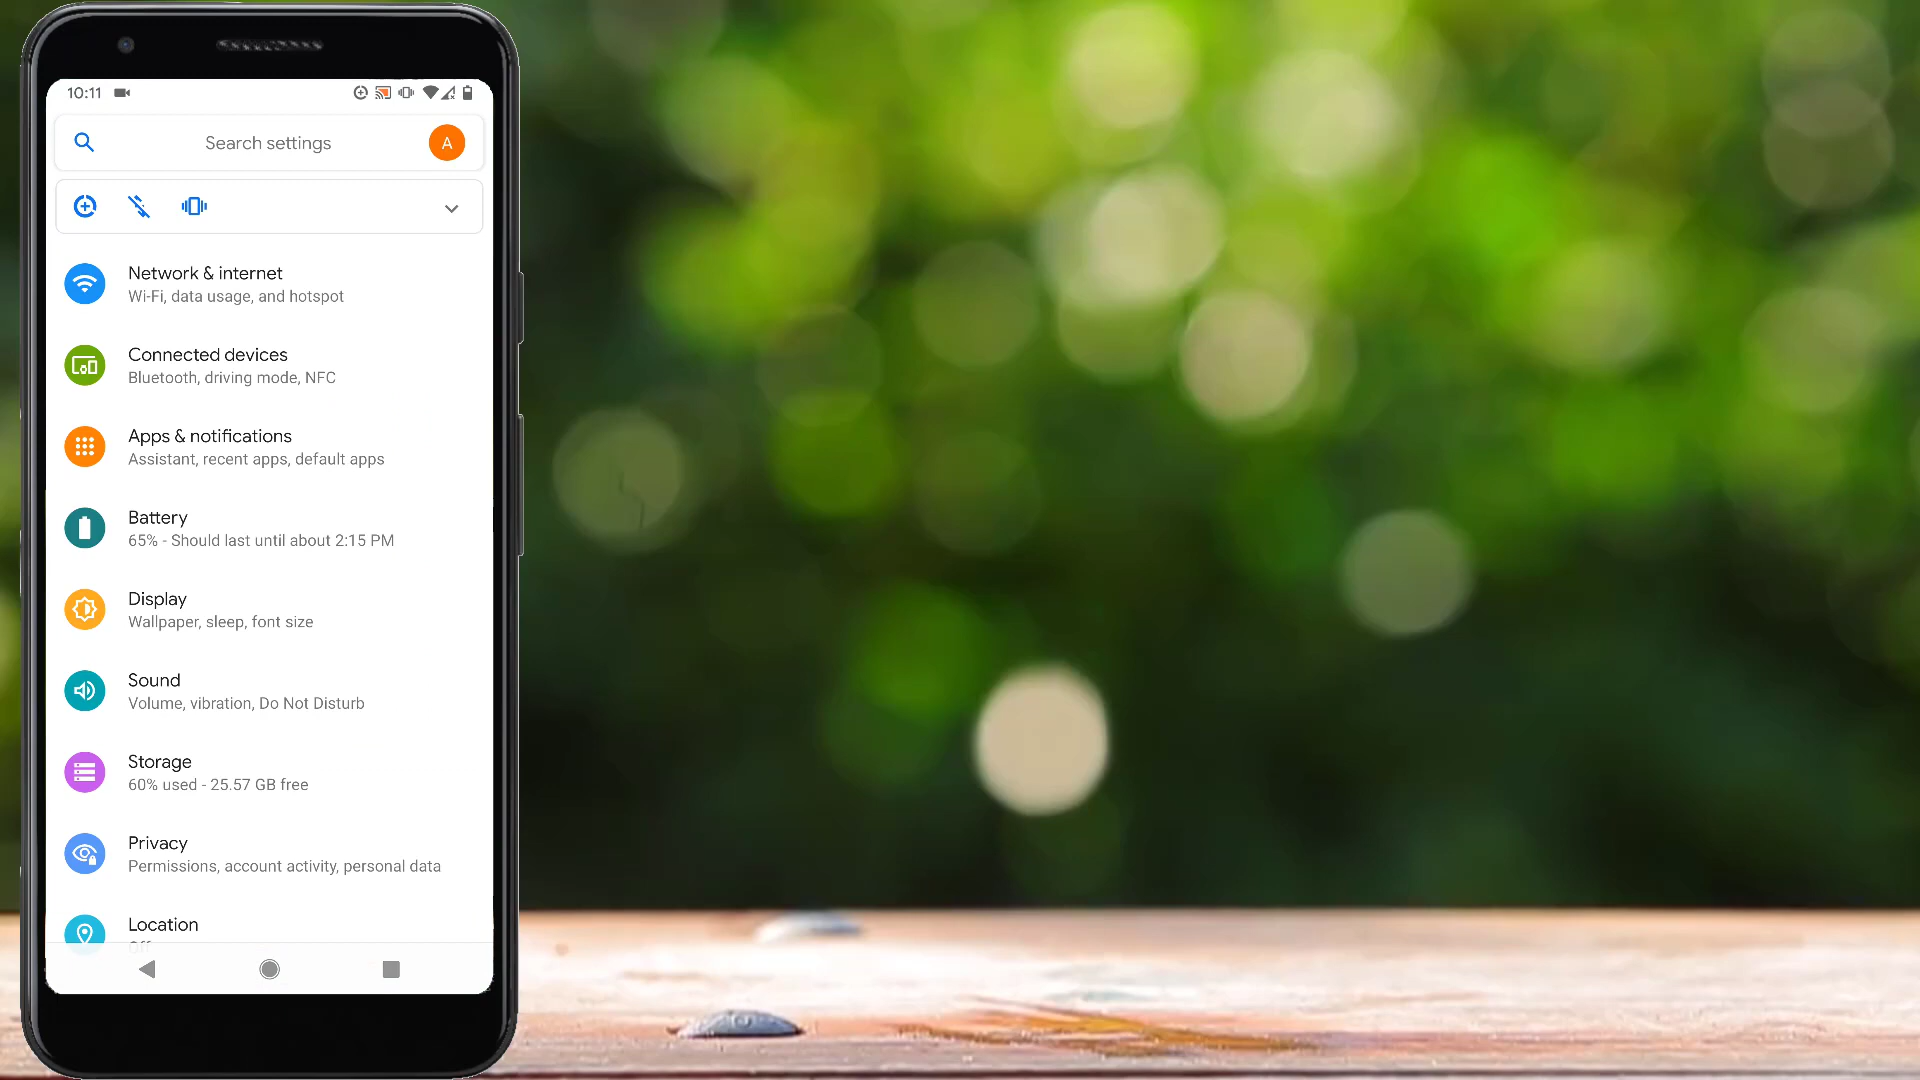 10:11
Search settings
A
Network & internet
Wi-Fi, data usage, and hotspot
Connected devices
Bluetooth, driving mode, NFC
Apps & notifications
Assistant, recent apps, default apps
Battery
65% - Should last until about 2:15 PM
Display
Wallpaper, sleep, font size
Sound
Volume, vibration, Do Not Disturb
Storage
60% used - 25.57 GB free
Privacy
Permissions, account activity, personal data
Location
Off